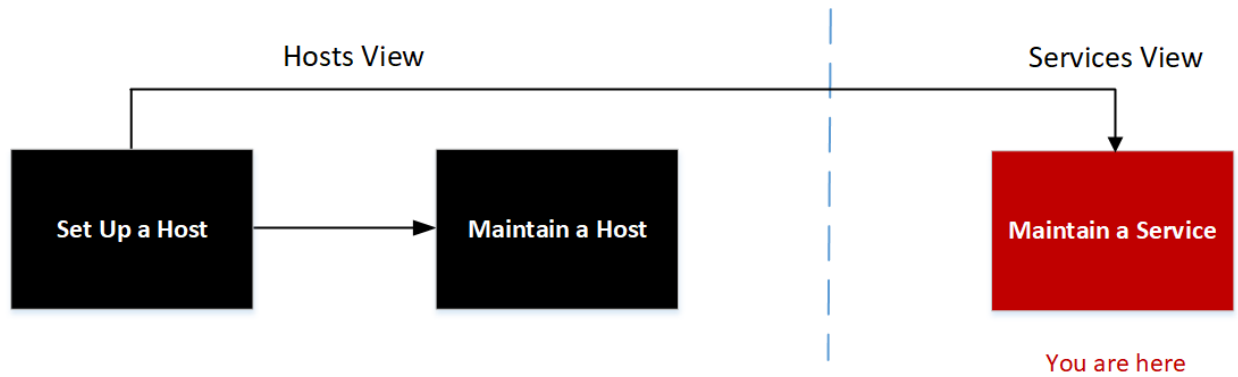 Hosts View
Services View
Set Up a Host
Maintain a Host
Maintain a Service
You are here